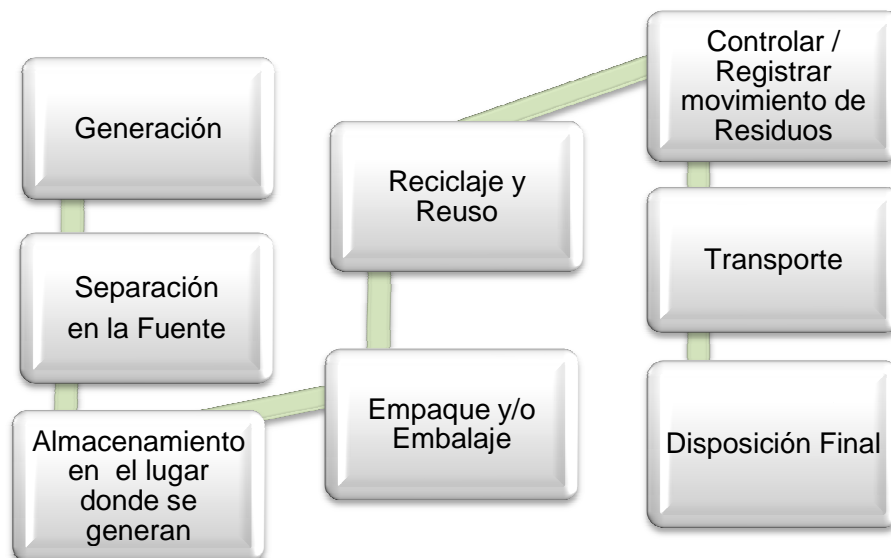 Generación
Separación
en la Fuente
Almacenamiento
en el lugar
donde se
generan
Empaque y/o
Embalaje
Reciclaje y
Reuso
Controlar /
Registrar
movimiento de
Residuos
Transporte
Disposición Final